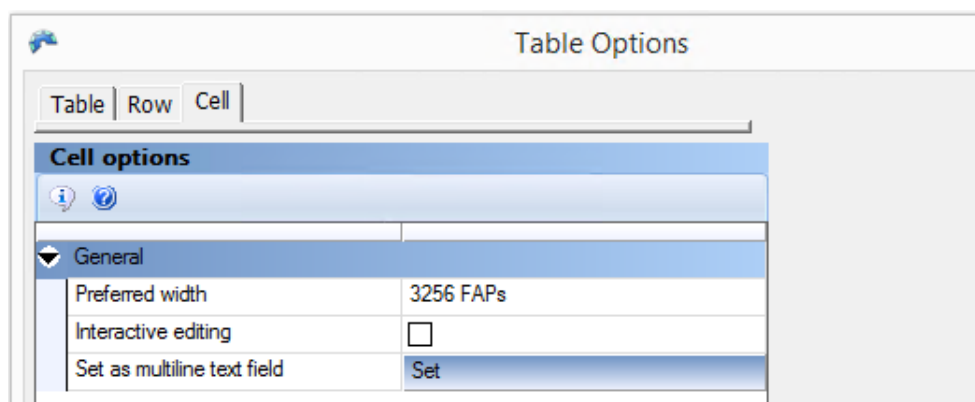 Table Options
Table Row Cell
Cell options
General
Preferred width 3256 FAPs
Interactive editing
Set as multiline text field Set